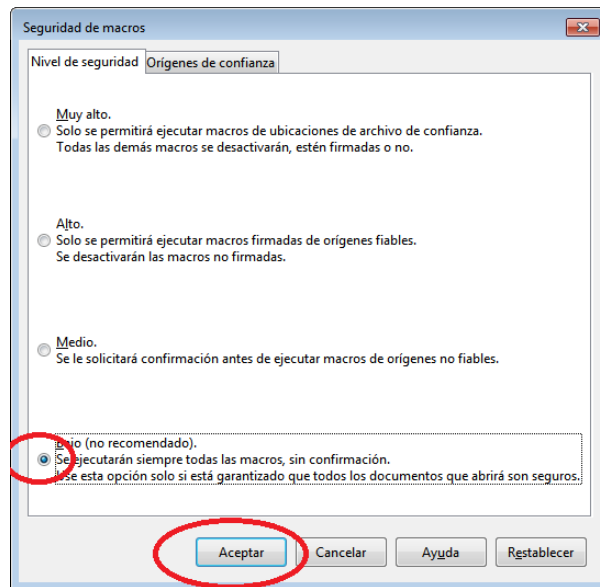 Seguridad de macros
Nivel de seguridad
Orígenes de confianza
Muy alto.
Solo se permitirá ejecutar macros de ubicaciones de archivo de confianza.
Todas las demás macros se desactivarán, estén firmadas o no.
Alto.
Solo se permitirá ejecutar macros firmadas de orígenes fiables.
Se desactivarán las macros no firmadas.
Medio.
Se le solicitará confirmación antes de ejecutar macros de orígenes no fiables.
Bajo (no recomendado).
Se ejecutarán siempre todas las macros, sin confirmación.
Use esta opción solo si está garantizado que todos los documentos que abrirá son seguros.
Aceptar
Cancelar
Ayuda
Restablecer